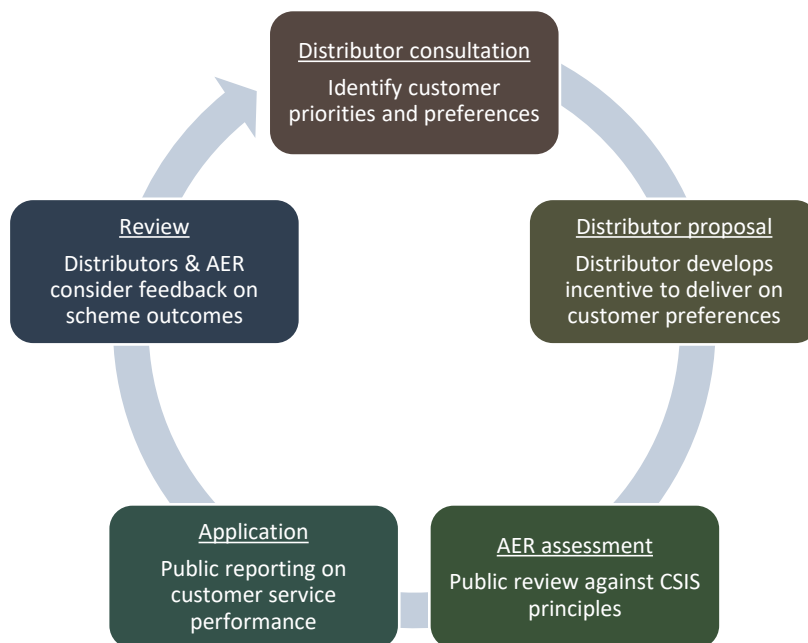 Distributor consultation
Identify customer
priorities and preferences
Distributor proposal
Distributor develops
incentive to deliver on
customer preferences
AER assessment
Public review against CSIS
principles
Application
Public reporting on
customer service
performance
Review
Distributors & AER
consider feedback on
scheme outcomes